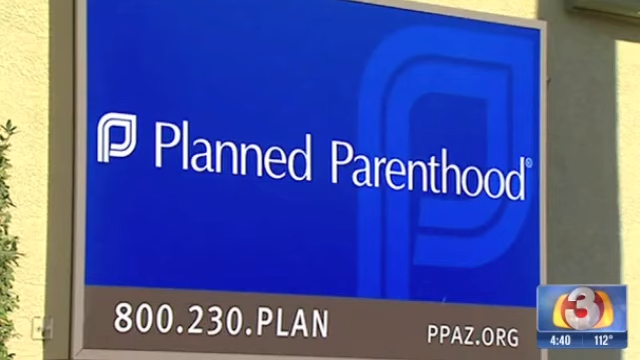 Planned Parenthood®
800.230.PLAN
PPAZ.ORG
3
4:40 112°